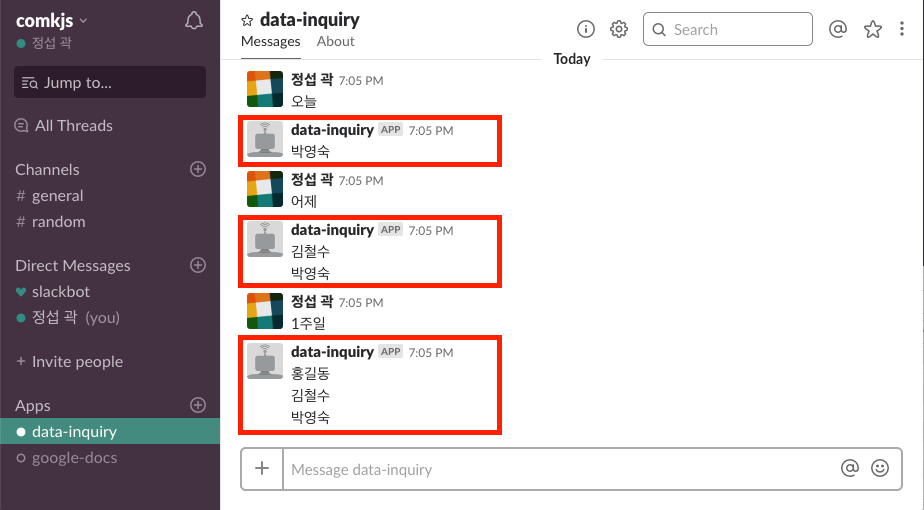 comkjs
정섭 곽
Jump to...
All Threads
Channels
# general
# random
Direct Messages
slackbot
정섭 곽 (you)
+ Invite people
Apps
data-inquiry
google-docs
data-inquiry
Messages About
Search
Today
정섭 곽 7:05 PM
오늘
data-inquiry APP 7:05 PM
박영숙
정섭 곽 7:05 PM
어제
data-inquiry APP 7:05 PM
김철수
박영숙
정섭 곽 7:05 PM
1주일
data-inquiry APP 7:05 PM
홍길동
김철수
박영숙
Message data-inquiry